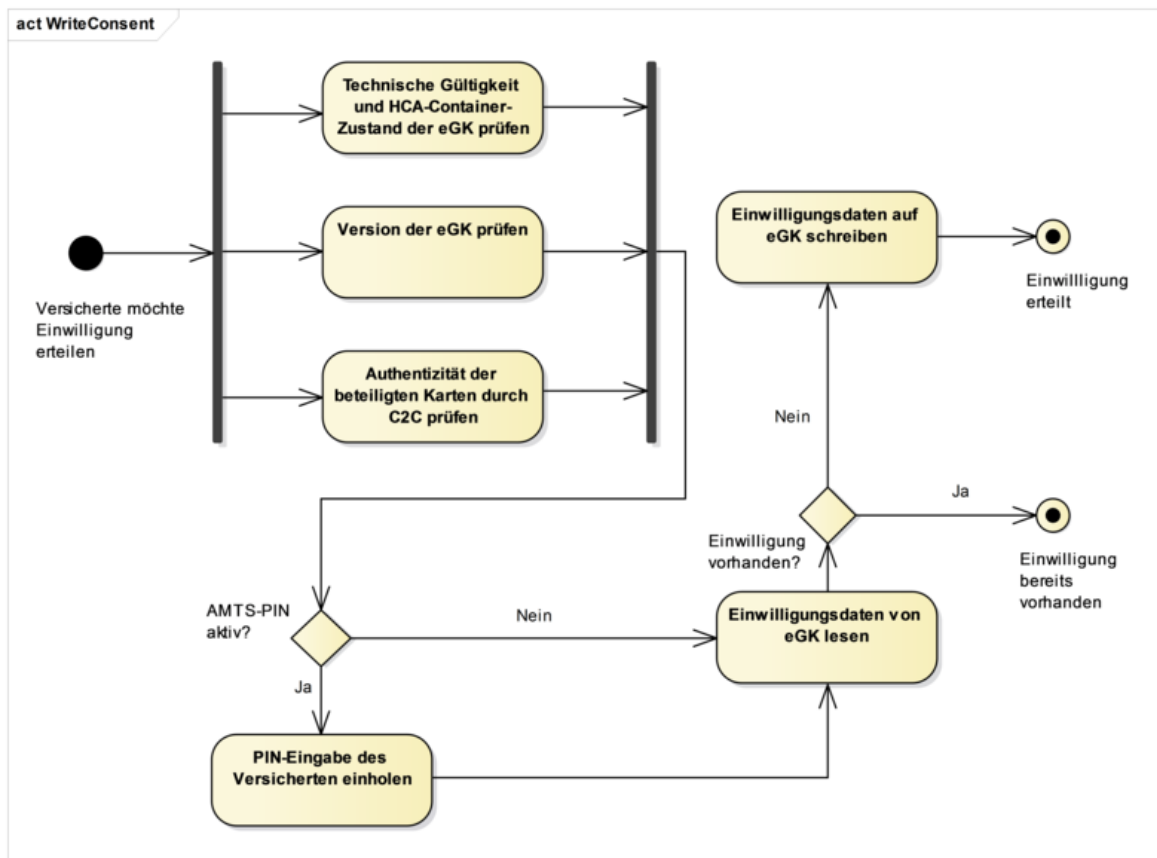 act WriteConsent
Technische Gültigkeit
und HCA-Container-
Zustand der eGK prüfen
Version der eGK prüfen
Authentizität der
beteiligten Karten durch
C2C prüfen
Versicherte möchte
Einwilligung
erteilen
Einwilligungsdaten auf
eGK schreiben
Einwillligung
erteilt
Nein
Ja
Einwilligung
vorhanden?
Einwilligung
bereits
vorhanden
AMTS-PIN
aktiv?
Nein
Einwilligungsdaten von
eGK lesen
Ja
PIN-Eingabe des
Versicherten einholen